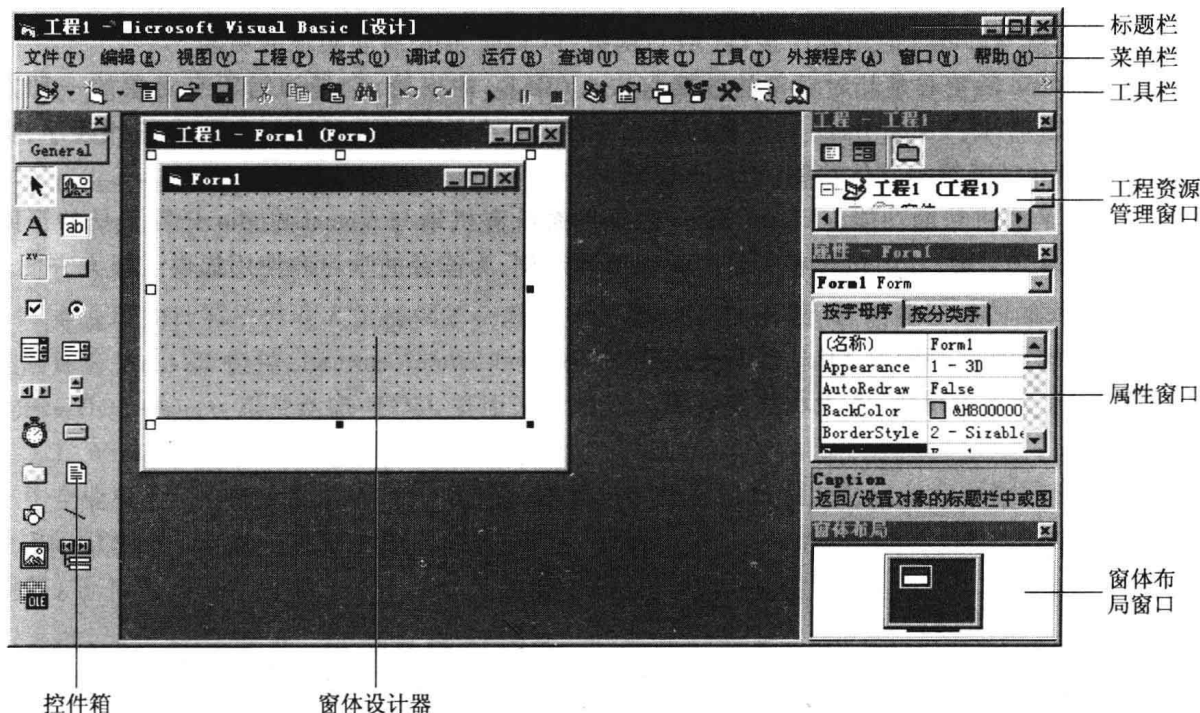 工程1 - Microsoft Visual Basic [设计]
标题栏
文件(F) 编辑(E) 视图(V) 工程(P) 格式(O) 调试(D) 运行(R) 查询(U) 图表(I) 工具(T) 外接程序(A) 窗口(W) 帮助(H)
菜单栏
工具栏
General
A
ab
XY
OLE
工程1 - Form1 (Form)
Form1
工程 - 工程1
工程1 (工程1)
工程资源
管理窗口
属性 - Form1
Form1 Form
按字母序 按分类序
(名称) Form1
Appearance 1 - 3D
AutoRedraw False
BackColor &H800000
BorderStyle 2 - Sizable
属性窗口
Caption
返回/设置对象的标题栏中或图
窗体布局
窗体布
局窗口
控件箱
窗体设计器